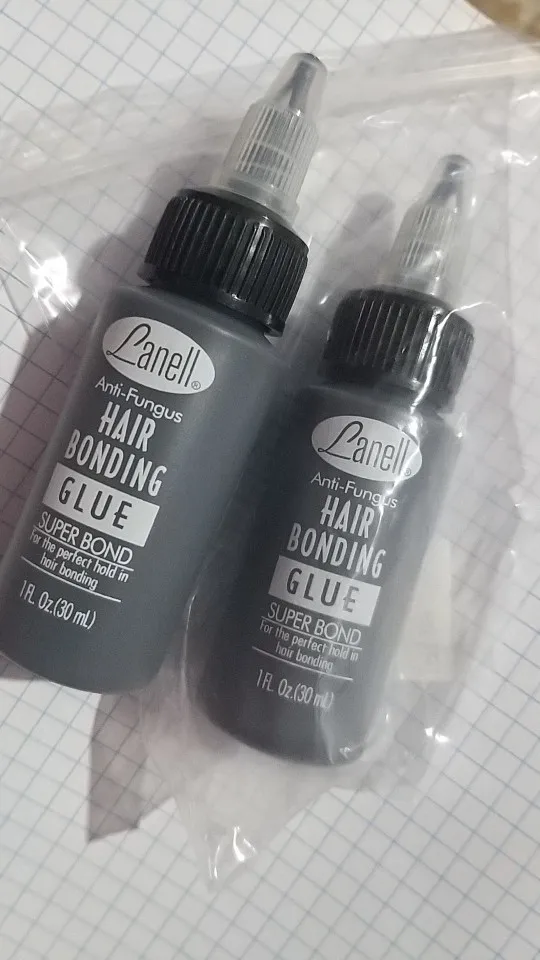 Lanell®
Anti-Fungus
HAIR
BONDING
GLUE
SUPER BOND
For the perfect hold in
hair bonding
1 FL. Oz.(30 mL)
Lanell®
Anti-Fungus
HAIR
BONDING
GLUE
SUPER BOND
For the perfect hold in
hair bonding
1 FL. Oz.(30 mL)